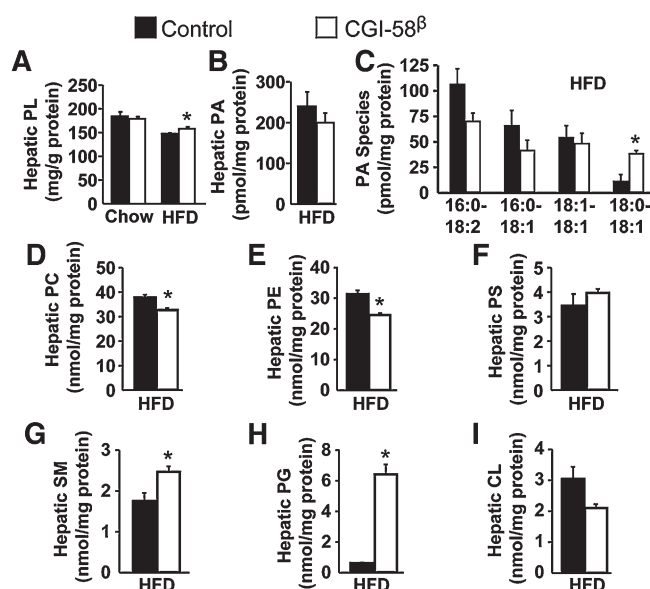 Control CGI-58β
A B C
Hepatic PL
(mg/g protein)
250
200
150
100
50
0
*
Chow HFD
Hepatic PA
(pmol/mg protein)
300
200
100
0
HFD
PA Species
(pmol/mg protein)
125
100
75
50
25
0
HFD
*
16:0- 16:0- 18:1- 18:0-
18:2 18:1 18:1 18:1
D E F
Hepatic PC
(nmol/mg protein)
50
40
30
20
10
0
*
HFD
Hepatic PE
(nmol/mg protein)
40
30
20
10
0
*
HFD
Hepatic PS
(nmol/mg protein)
5
4
3
2
1
0
HFD
G H I
Hepatic SM
(nmol/mg protein)
3
2
1
0
*
HFD
Hepatic PG
(nmol/mg protein)
8
6
4
2
0
*
HFD
Hepatic CL
(nmol/mg protein)
4
3
2
1
0
HFD